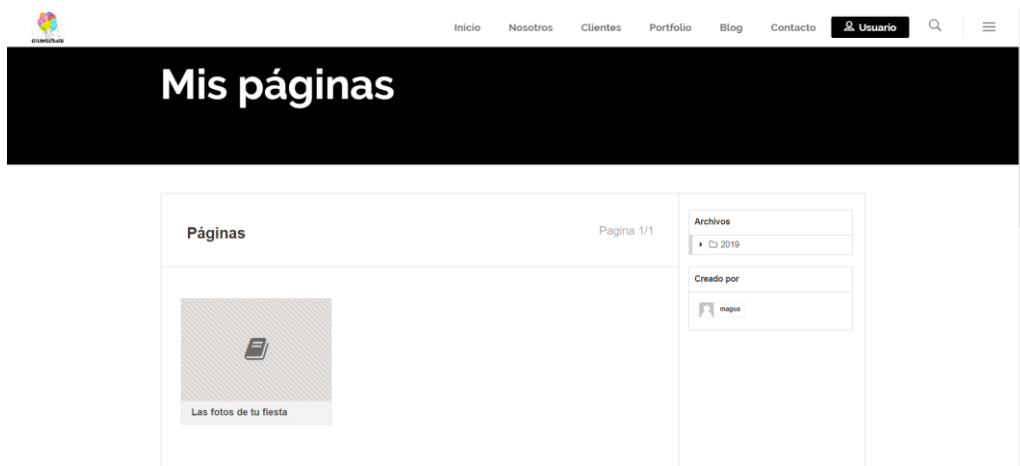 Inicio Nosotros Clientes Portfolio Blog Contacto Usuario
Mis páginas
Páginas
Pagina 1/1
Archivos
2019
Creado por
magua
Las fotos de tu fiesta